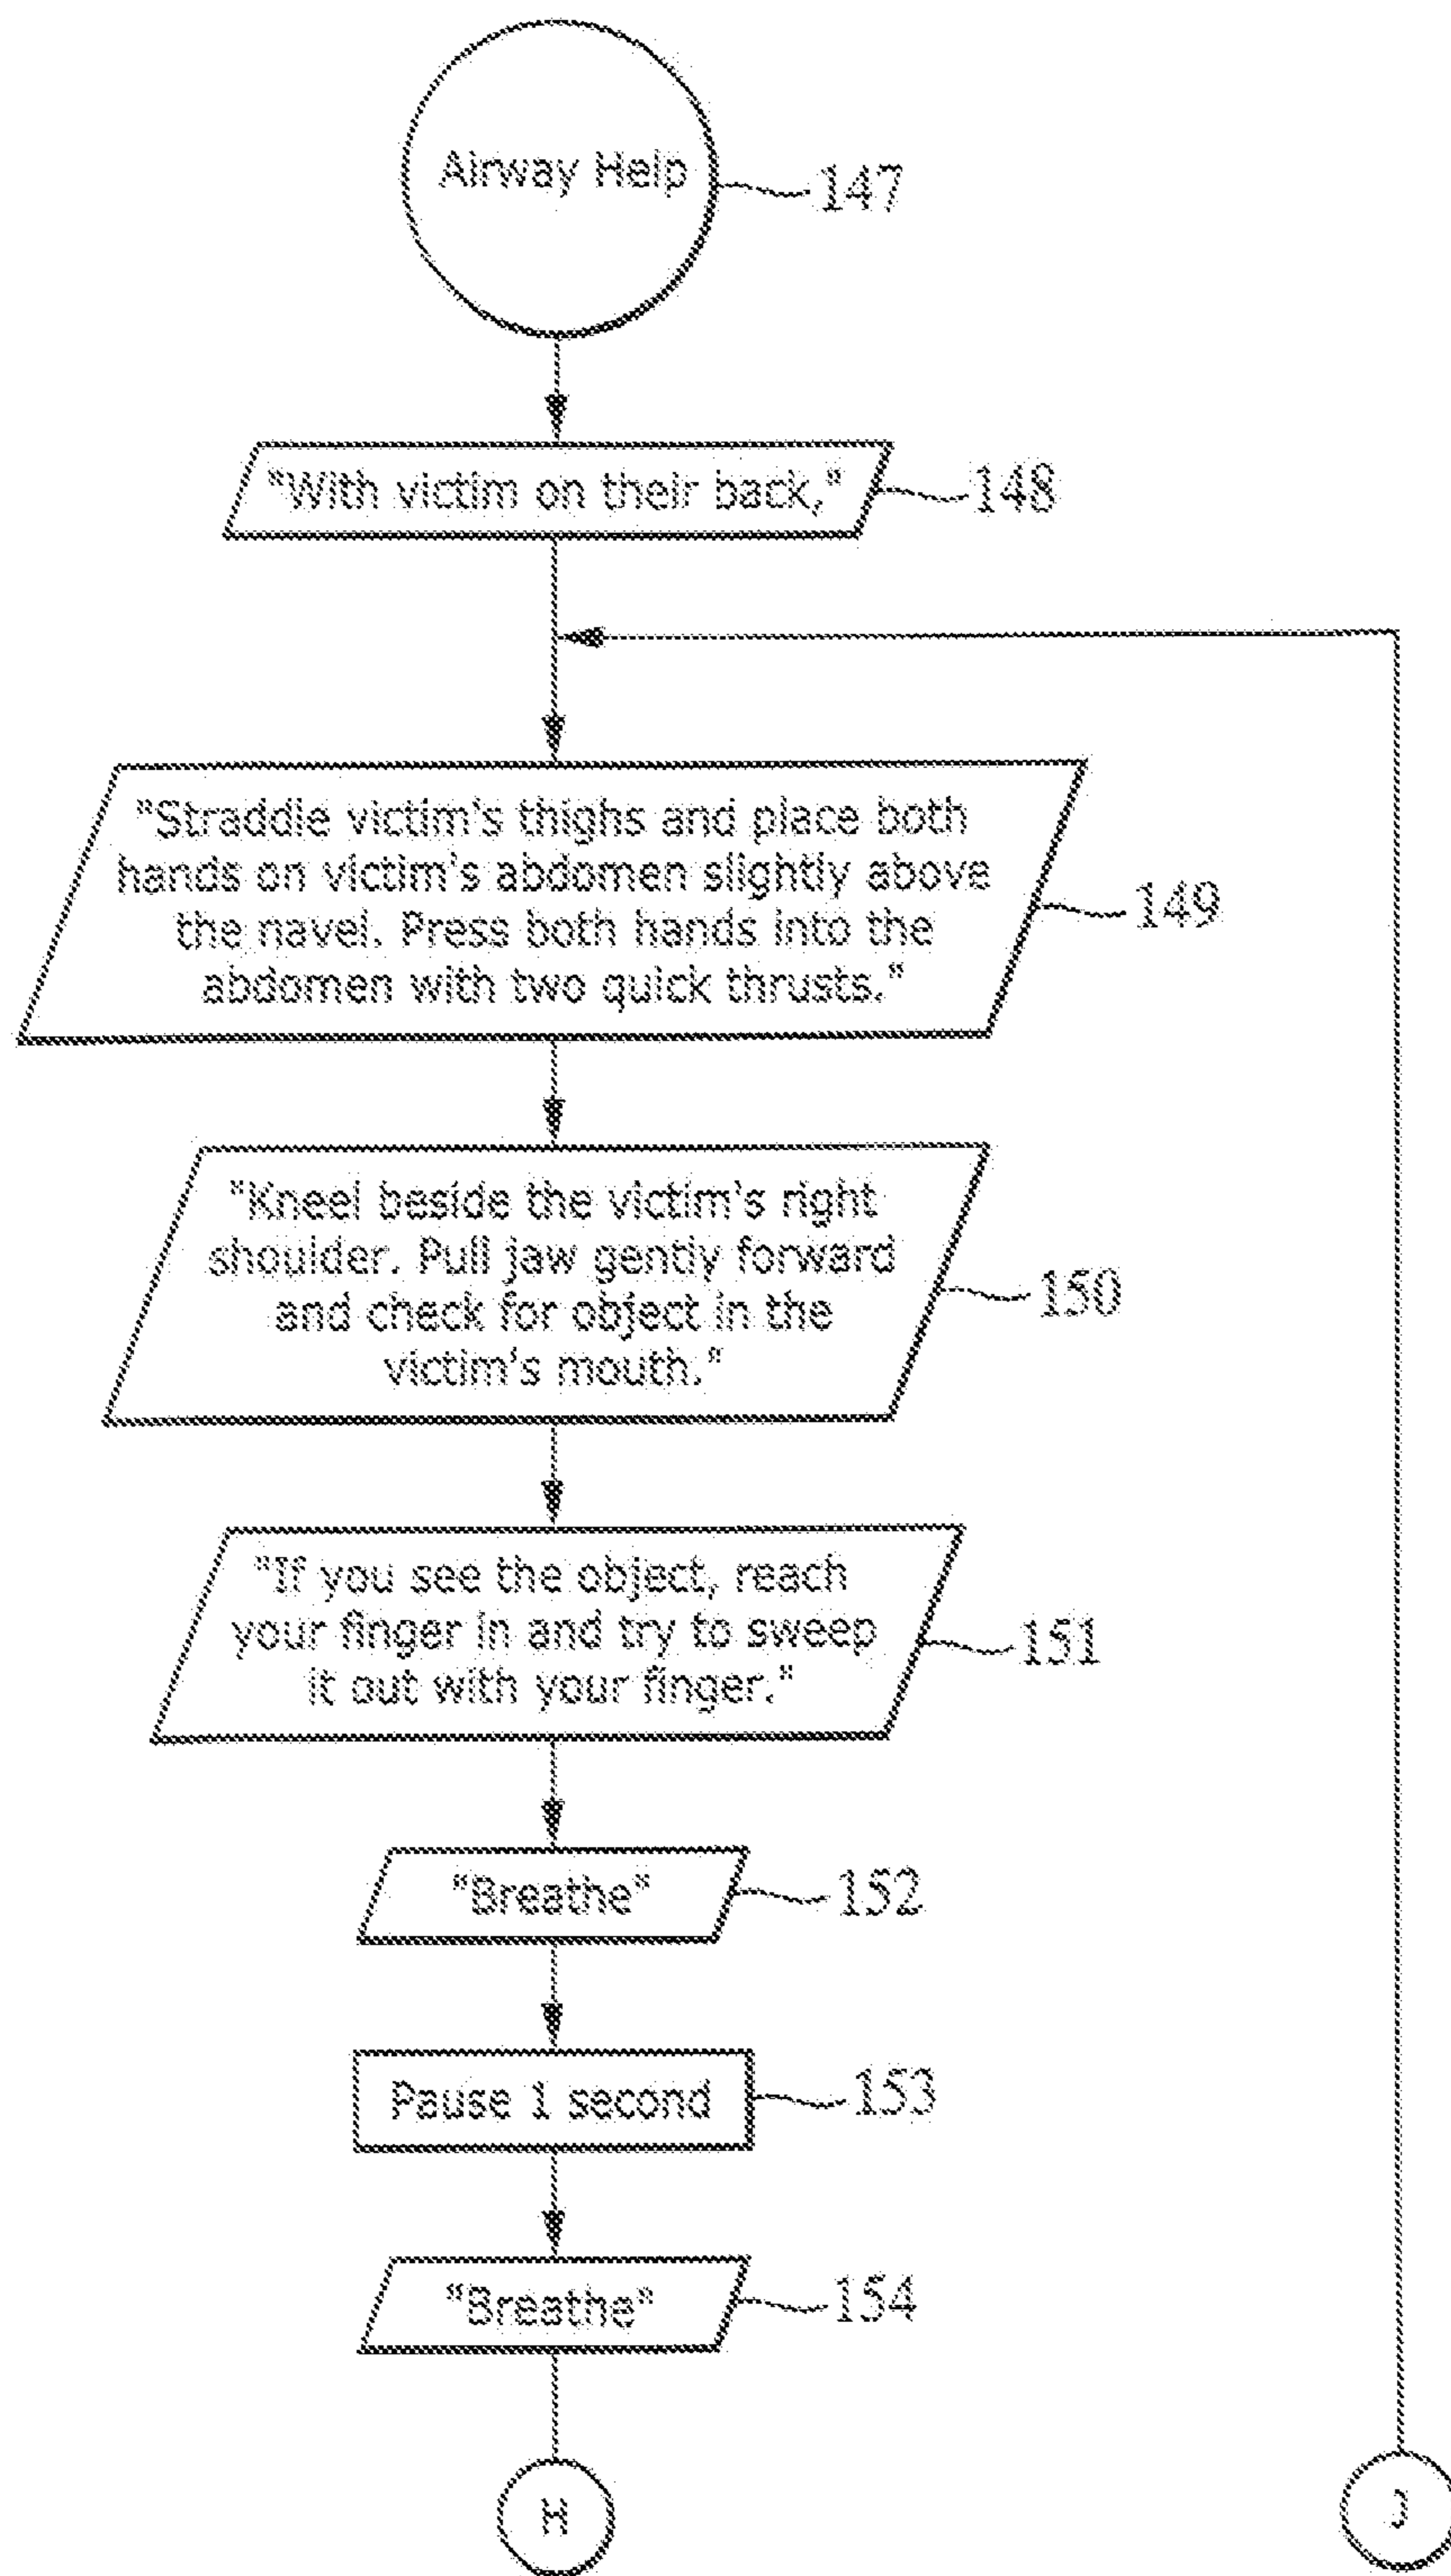 Airway Help
147
"With victim on their back,"
148
"Straddle victim's thighs and place both
hands on victim's abdomen slightly above
the navel. Press both hands into the
abdomen with two quick thrusts."
149
"Kneel beside the victim's right
shoulder. Pull jaw gently forward
and check for object in the
victim's mouth."
150
"If you see the object, reach
your finger in and try to sweep
it out with your finger."
151
"Breathe"
152
Pause 1 second
153
"Breathe"
154
H
J